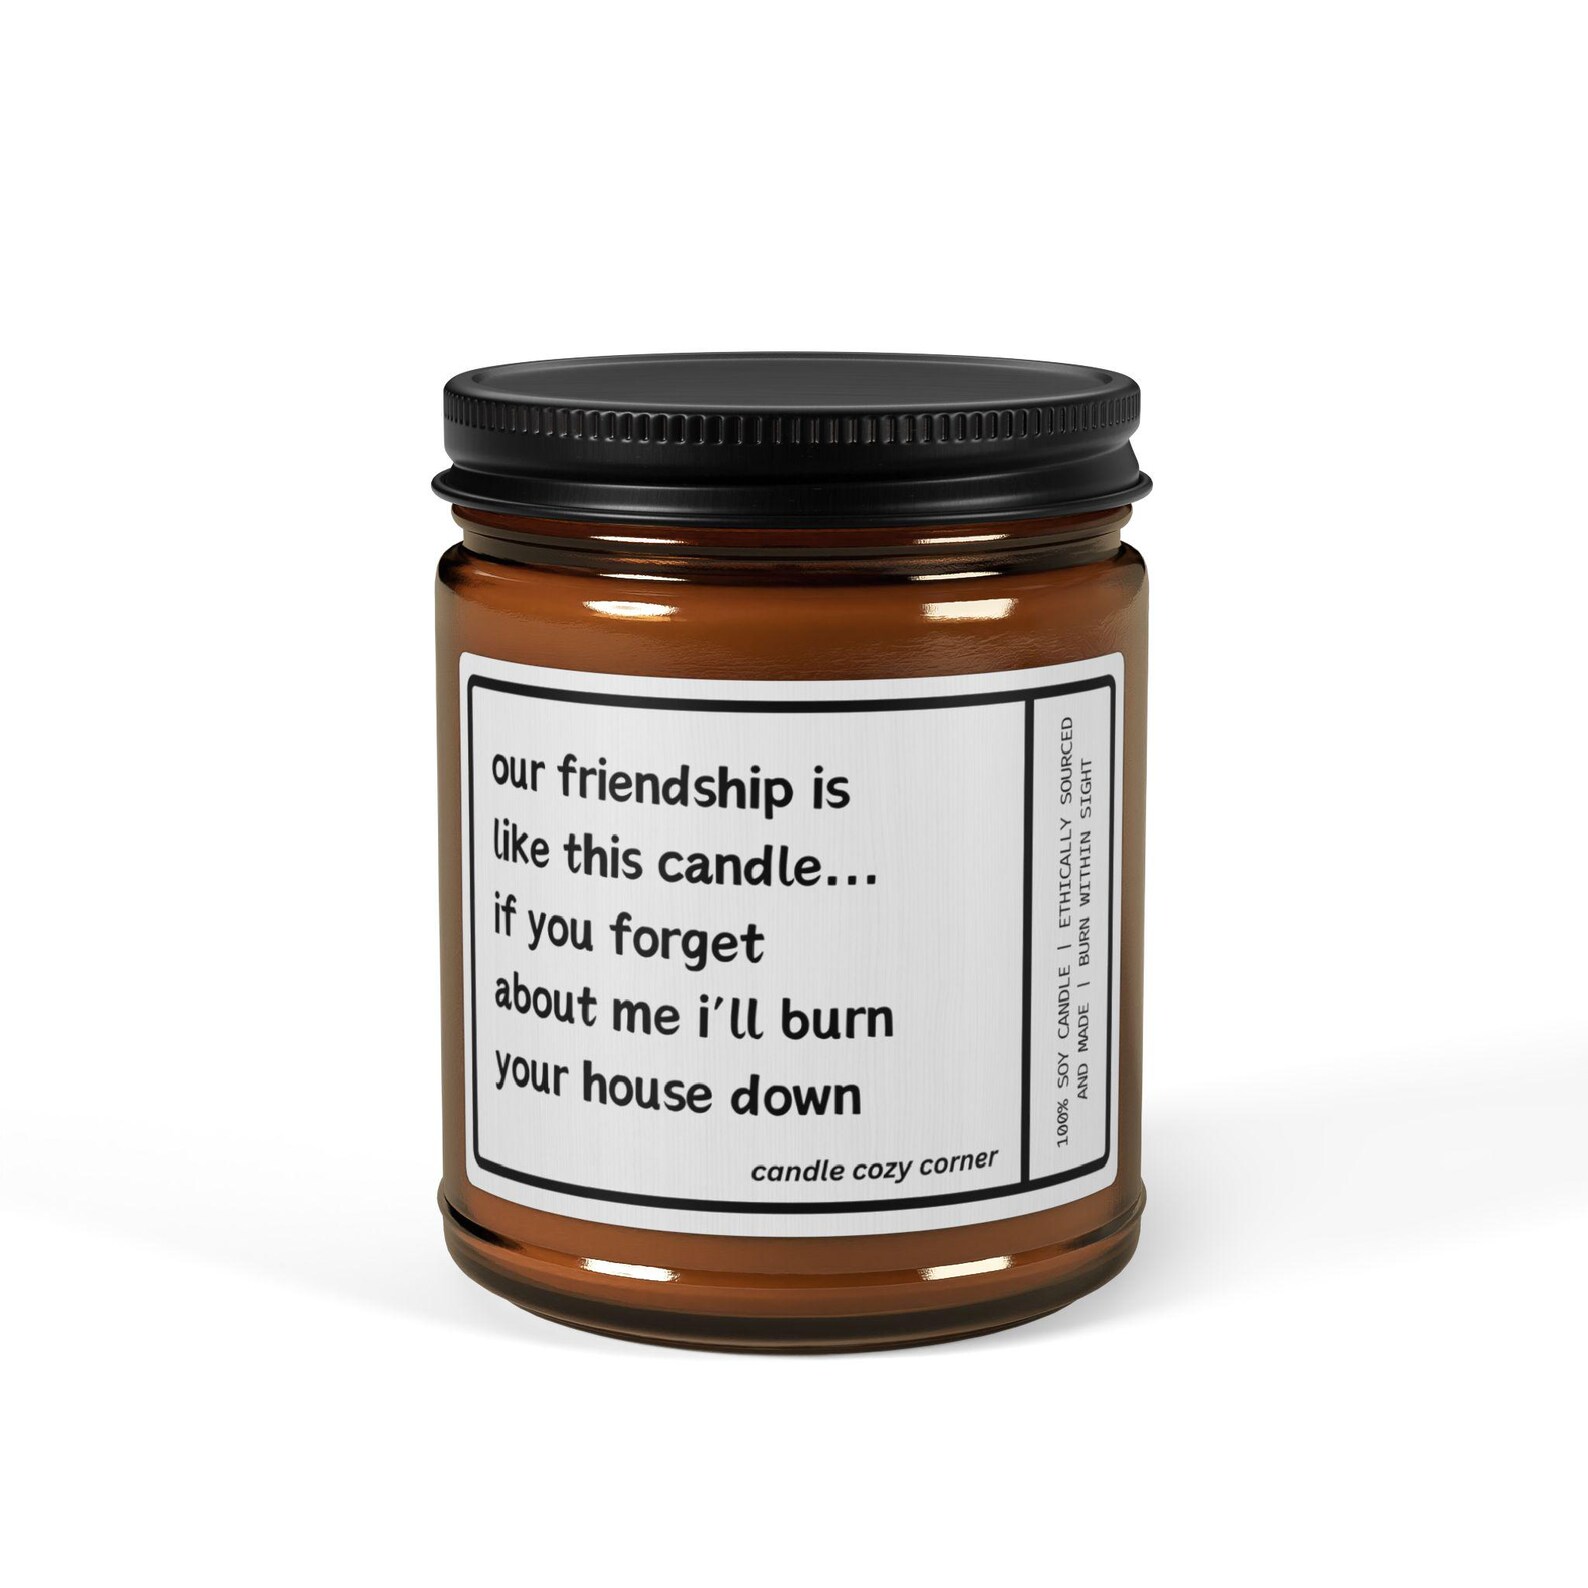 our friendship is
like this candle...
if you forget
about me i'll burn
your house down
candle cozy corner
100% SOY CANDLE | ETHICALLY SOURCED
AND MADE | BURN WITHIN SIGHT